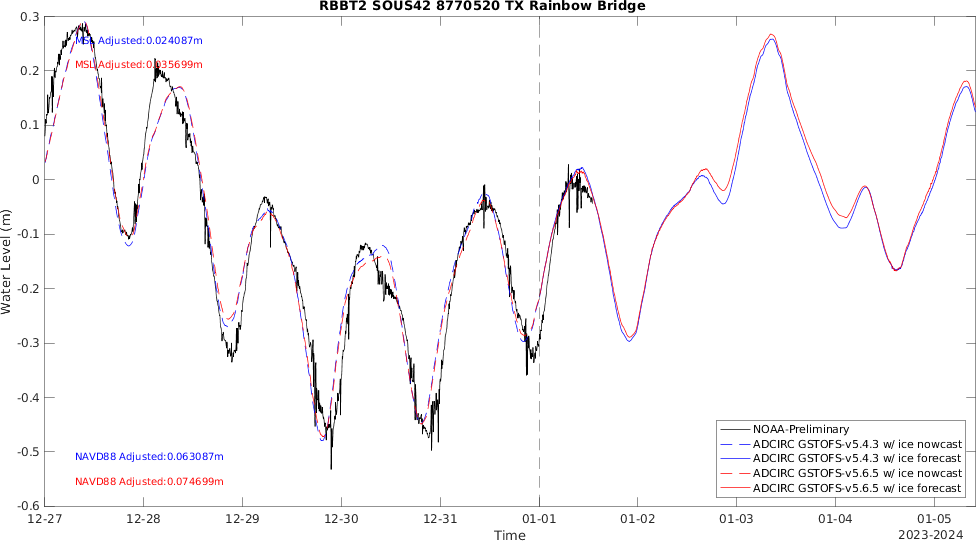 RBBT2 SOUS42 8770520 TX Rainbow Bridge
MSL Adjusted:0.024087m
MSL Adjusted:0.035699m
NAVD88 Adjusted:0.063087m
NAVD88 Adjusted:0.074699m
Water Level (m)
0.3
0.2
0.1
0
-0.1
-0.2
-0.3
-0.4
-0.5
-0.6
NOAA-Preliminary
ADCIRC GSTOFS-v5.4.3 w/ ice nowcast
ADCIRC GSTOFS-v5.4.3 w/ ice forecast
ADCIRC GSTOFS-v5.6.5 w/ ice nowcast
ADCIRC GSTOFS-v5.6.5 w/ ice forecast
12-27 12-28 12-29 12-30 12-31 01-01 01-02 01-03 01-04 01-05
Time
2023-2024